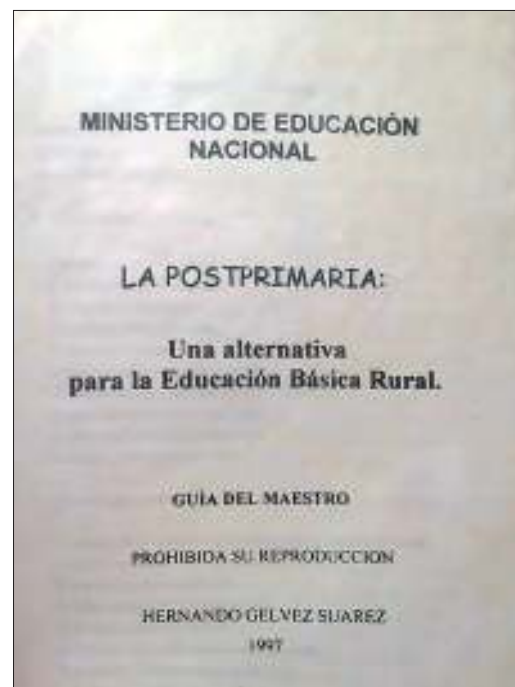 MINISTERIO DE EDUCACIÓN
NACIONAL
LA POSTPRIMARIA:
Una alternativa
para la Educación Básica Rural.
GUÍA DEL MAESTRO
PROHIBIDA SU REPRODUCCION
HERNANDO GELVEZ SUAREZ
1997